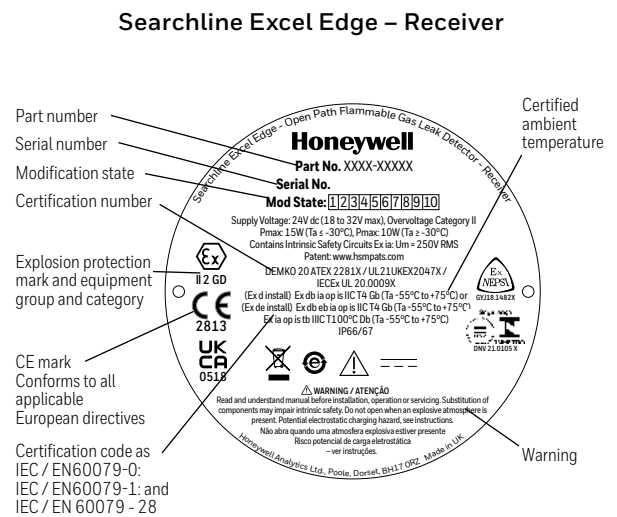 Searchline Excel Edge – Receiver
Part number
Serial number
Modification state
Certification number
Explosion protection
mark and equipment
group and category
CE mark
Conforms to all
applicable
European directives
Certification code as
IEC / EN60079-0:
IEC / EN60079-1: and
IEC / EN 60079 - 28
Certified
ambient
temperature
Warning
Searchline Excel Edge - Open Path Flammable Gas Leak Detector - Receiver
Honeywell
Part No. XXXX-XXXXX
Serial No.
Mod State: 1 2 3 4 5 6 7 8 9 10
Supply Voltage: 24V dc (18 to 32V max), Overvoltage Category II
Pmax: 15W (Ta ≤ -30°C), Pmax: 10W (Ta ≥ -30°C)
Contains Intrinsic Safety Circuits Ex ia: Um = 250V RMS
Patent: www.hsmpats.com
DEMKO 20 ATEX 2281X / UL21UKEX2047X /
IECEx UL 20.0009X
(Ex d install) Ex db ia op is IIC T4 Gb (Ta -55°C to +75°C) or
(Ex de install) Ex db eb ia op is IIC T4 Gb (Ta -55°C to +75°C)
Ex ia op is tb IIIC T100°C Db (Ta -55°C to +75°C)
IP66/67
Ex
II 2 GD
CE
2813
UK
CA
0518
Ex
NEPSI
GYJ18.1482X
DNV 21.0105 X
WARNING / ATENÇÃO
Read and understand manual before installation, operation or servicing. Substitution of
components may impair intrinsic safety. Do not open when an explosive atmosphere is
present. Potential electrostatic charging hazard, see instructions.
Não abra quando uma atmosfera explosiva estiver presente
Risco potencial de carga eletrostática
– ver instruções.
Honeywell Analytics Ltd., Poole, Dorset, BH17 0RZ Made in UK